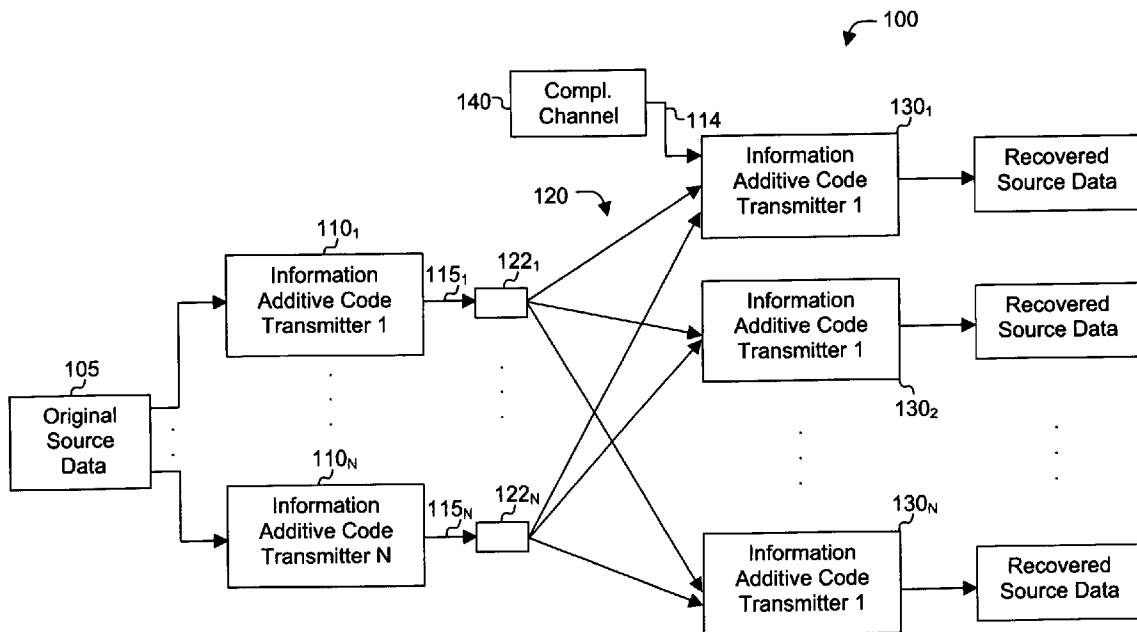 100
140
Compl.
Channel
114
130₁
Information
Additive Code
Transmitter 1
Recovered
Source Data
120
110₁
Information
Additive Code
Transmitter 1
115₁
122₁
Information
Additive Code
Transmitter 1
130₂
Recovered
Source Data
105
Original
Source
Data
110ₙ
Information
Additive Code
Transmitter N
115ₙ
122ₙ
130ₙ
Information
Additive Code
Transmitter 1
Recovered
Source Data